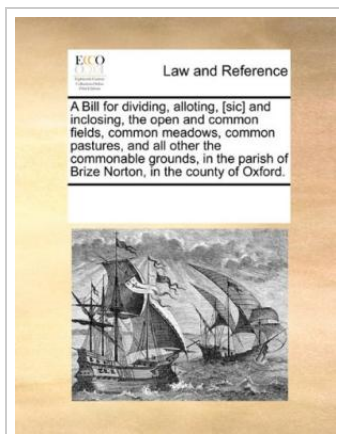 ECCO
Law and Reference
A Bill for dividing, alloting, [sic] and
inclosing, the open and common
fields, common meadows, common
pastures, and all other the
commonable grounds, in the parish of
Brize Norton, in the county of Oxford.